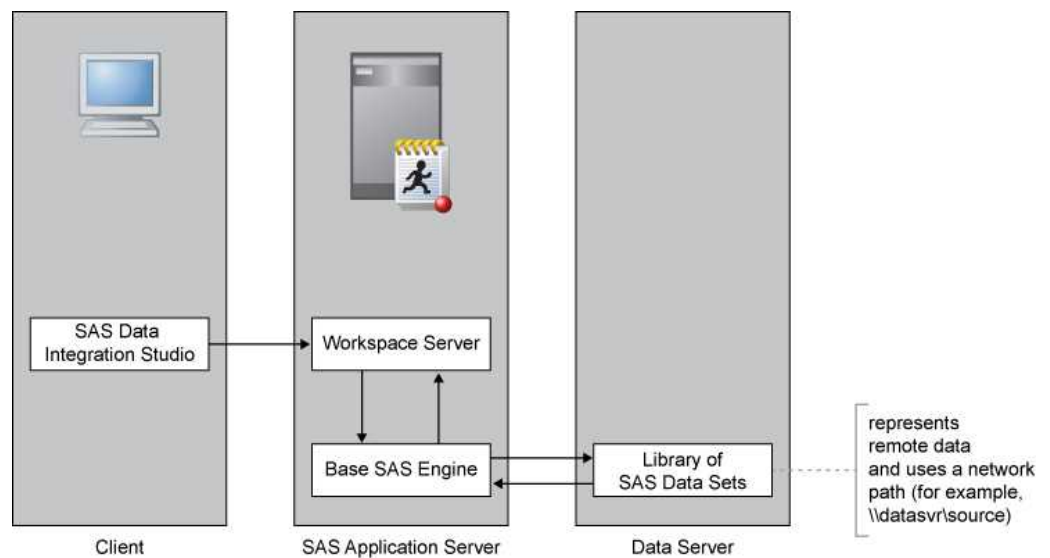 SAS Data
Integration Studio
Workspace Server
Base SAS Engine
Library of
SAS Data Sets
represents
remote data
and uses a network
path (for example,
\\datasvr\source)
Client
SAS Application Server
Data Server